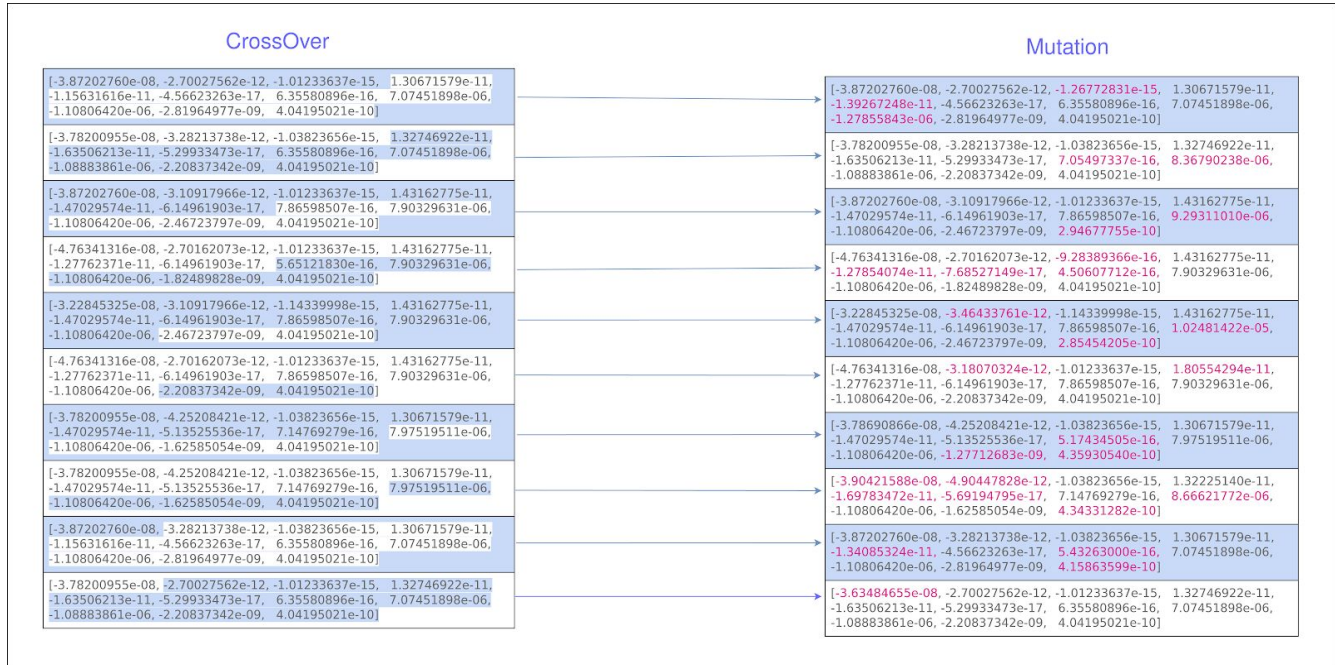 CrossOver
[-3.87202760e-08, -2.70027562e-12, -1.01233637e-15, 1.30671579e-11,
-1.15631616e-11, -4.56623263e-17, 6.35580896e-16, 7.07451898e-06,
-1.10806420e-06, -2.81964977e-09, 4.04195021e-10]
[-3.78200955e-08, -3.28213738e-12, -1.03823656e-15, 1.32746922e-11,
-1.63506213e-11, -5.29933473e-17, 6.35580896e-16, 7.07451898e-06,
-1.08883861e-06, -2.20837342e-09, 4.04195021e-10]
[-3.87202760e-08, -3.10917966e-12, -1.01233637e-15, 1.43162775e-11,
-1.47029574e-11, -6.14961903e-17, 7.86598507e-16, 7.90329631e-06,
-1.10806420e-06, -2.46723797e-09, 4.04195021e-10]
[-4.76341316e-08, -2.70162073e-12, -1.01233637e-15, 1.43162775e-11,
-1.27762371e-11, -6.14961903e-17, 5.65121830e-16, 7.90329631e-06,
-1.10806420e-06, -1.82489828e-09, 4.04195021e-10]
[-3.22845325e-08, -3.10917966e-12, -1.14339998e-15, 1.43162775e-11,
-1.47029574e-11, -6.14961903e-17, 7.86598507e-16, 7.90329631e-06,
-1.10806420e-06, -2.46723797e-09, 4.04195021e-10]
[-4.76341316e-08, -2.70162073e-12, -1.01233637e-15, 1.43162775e-11,
-1.27762371e-11, -6.14961903e-17, 7.86598507e-16, 7.90329631e-06,
-1.10806420e-06, -2.20837342e-09, 4.04195021e-10]
[-3.78200955e-08, -4.25208421e-12, -1.03823656e-15, 1.30671579e-11,
-1.47029574e-11, -5.13525536e-17, 7.14769279e-16, 7.97519511e-06,
-1.10806420e-06, -1.62585054e-09, 4.04195021e-10]
[-3.78200955e-08, -4.25208421e-12, -1.03823656e-15, 1.30671579e-11,
-1.47029574e-11, -5.13525536e-17, 7.14769279e-16, 7.97519511e-06,
-1.10806420e-06, -1.62585054e-09, 4.04195021e-10]
[-3.87202760e-08, -3.28213738e-12, -1.03823656e-15, 1.30671579e-11,
-1.15631616e-11, -4.56623263e-17, 6.35580896e-16, 7.07451898e-06,
-1.10806420e-06, -2.81964977e-09, 4.04195021e-10]
[-3.78200955e-08, -2.70027562e-12, -1.01233637e-15, 1.32746922e-11,
-1.63506213e-11, -5.29933473e-17, 6.35580896e-16, 7.07451898e-06,
-1.08883861e-06, -2.20837342e-09, 4.04195021e-10]
Mutation
[-3.87202760e-08, -2.70027562e-12, -1.26772831e-15, 1.30671579e-11,
-1.39267248e-11, -4.56623263e-17, 6.35580896e-16, 7.07451898e-06,
-1.27855843e-06, -2.81964977e-09, 4.04195021e-10]
[-3.78200955e-08, -3.28213738e-12, -1.03823656e-15, 1.32746922e-11,
-1.63506213e-11, -5.29933473e-17, 7.05497337e-16, 8.36790238e-06,
-1.08883861e-06, -2.20837342e-09, 4.04195021e-10]
[-3.87202760e-08, -3.10917966e-12, -1.01233637e-15, 1.43162775e-11,
-1.47029574e-11, -6.14961903e-17, 7.86598507e-16, 9.29311010e-06,
-1.10806420e-06, -2.46723797e-09, 2.94677755e-10]
[-4.76341316e-08, -2.70162073e-12, -9.28389366e-16, 1.43162775e-11,
-1.27854074e-11, -7.68527149e-17, 4.50607712e-16, 7.90329631e-06,
-1.10806420e-06, -1.82489828e-09, 4.04195021e-10]
[-3.22845325e-08, -3.46433761e-12, -1.14339998e-15, 1.43162775e-11,
-1.47029574e-11, -6.14961903e-17, 7.86598507e-16, 1.02481422e-05,
-1.10806420e-06, -2.46723797e-09, 2.85454205e-10]
[-4.76341316e-08, -3.18070324e-12, -1.01233637e-15, 1.80554294e-11,
-1.27762371e-11, -6.14961903e-17, 7.86598507e-16, 7.90329631e-06,
-1.10806420e-06, -2.20837342e-09, 4.04195021e-10]
[-3.78690866e-08, -4.25208421e-12, -1.03823656e-15, 1.30671579e-11,
-1.47029574e-11, -5.13525536e-17, 5.17434505e-16, 7.97519511e-06,
-1.10806420e-06, -1.27712683e-09, 4.35930540e-10]
[-3.90421588e-08, -4.90447828e-12, -1.03823656e-15, 1.32225140e-11,
-1.69783472e-11, -5.69194795e-17, 7.14769279e-16, 8.66621772e-06,
-1.10806420e-06, -1.62585054e-09, 4.34331282e-10]
[-3.87202760e-08, -3.28213738e-12, -1.03823656e-15, 1.30671579e-11,
-1.34085324e-11, -4.56623263e-17, 5.43263000e-16, 7.07451898e-06,
-1.10806420e-06, -2.81964977e-09, 4.15863599e-10]
[-3.63484655e-08, -2.70027562e-12, -1.01233637e-15, 1.32746922e-11,
-1.63506213e-11, -5.29933473e-17, 6.35580896e-16, 7.07451898e-06,
-1.08883861e-06, -2.20837342e-09, 4.04195021e-10]